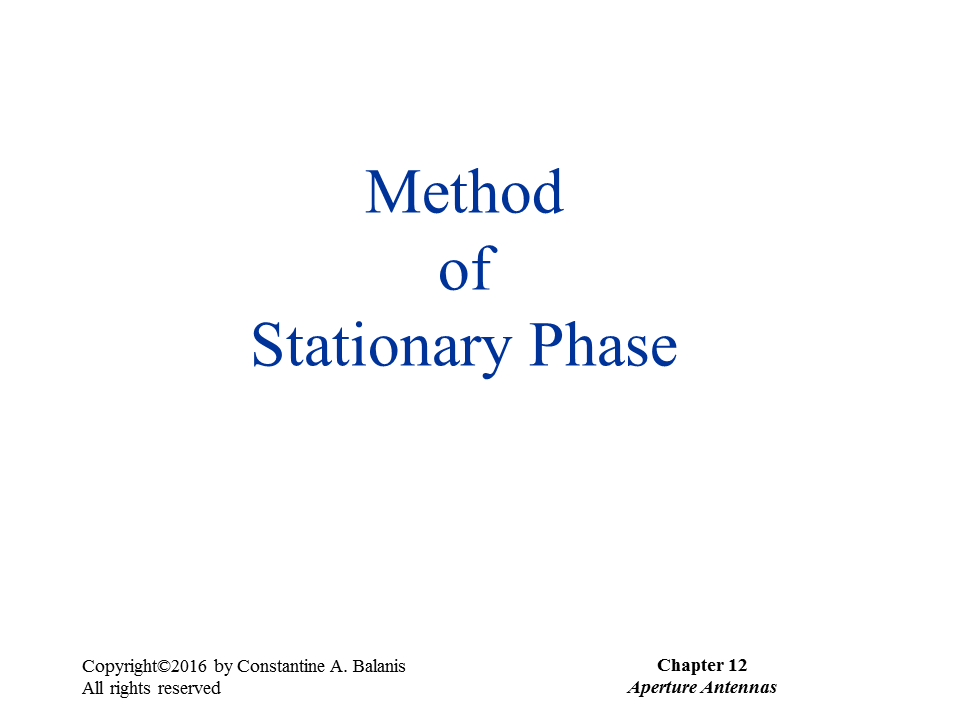 Method
of
Stationary Phase
Copyright©2016 by Constantine A. Balanis
All rights reserved
Chapter 12
Aperture Antennas